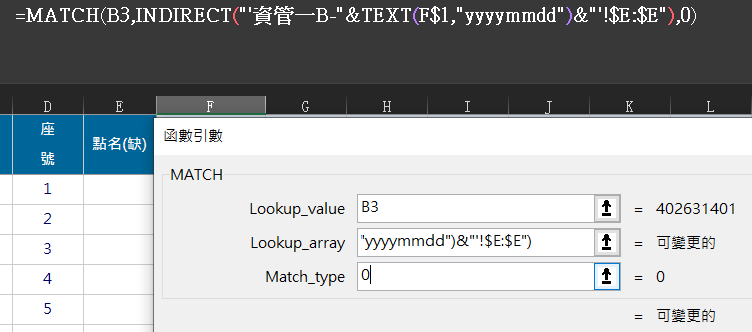 =MATCH(B3,INDIRECT("'資管一B-"&TEXT(F$1,"yyyymmdd")&"'!$E:$E"),0)
D E F G H I J K L
座號 點名(缺)
函數引數
MATCH
Lookup_value B3 = 402631401
Lookup_array "yyyymmdd")&"'!$E:$E") = 可變更的
Match_type 0 = 0
= 可變更的
1
2
3
4
5